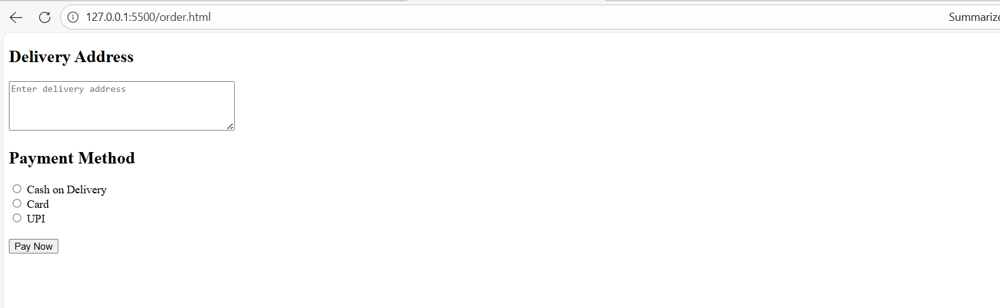 127.0.0.1:5500/order.html
Delivery Address
Enter delivery address
Payment Method
Cash on Delivery
Card
UPI
Pay Now